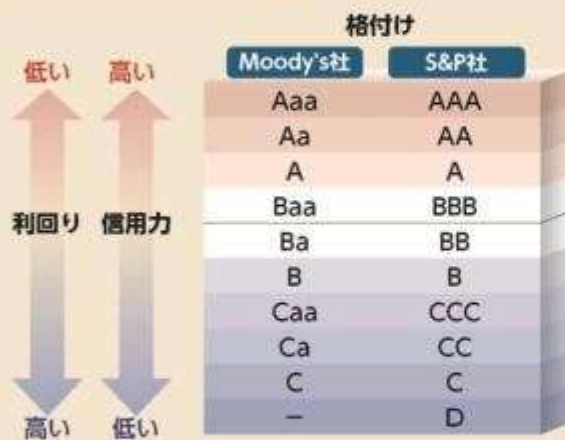 格付け
低い 高い Moody's社 S&P社
Aaa AAA
Aa AA
A A
Baa BBB
利回り 信用力
Ba BB
B B
Caa CCC
Ca CC
C C
高い 低い － D